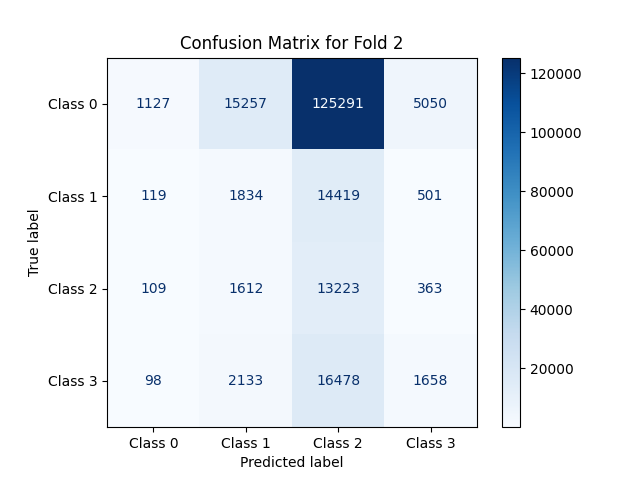 Confusion Matrix for Fold 2
Class 0 1127 15257 125291 5050
Class 1 119 1834 14419 501
Class 2 109 1612 13223 363
Class 3 98 2133 16478 1658
Class 0 Class 1 Class 2 Class 3
Predicted label
True label
120000
100000
80000
60000
40000
20000